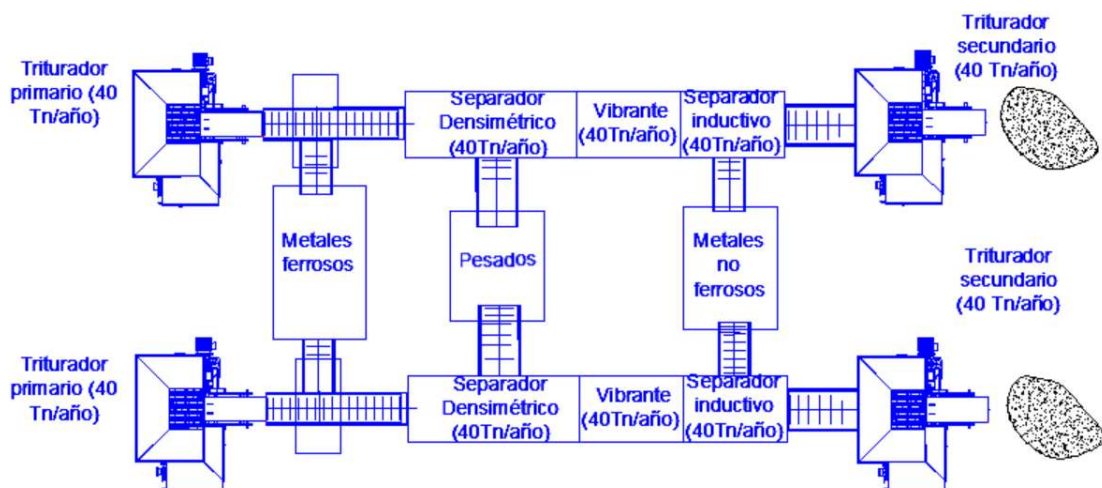 Triturador
primario (40
Tn/año)
Separador
Densimétrico
(40Tn/año)
Vibrante
(40Tn/año)
Separador
inductivo
(40Tn/año)
Triturador
secundario
(40 Tn/año)
Metales
ferrosos
Pesados
Metales
no
ferrosos
Triturador
secundario
(40 Tn/año)
Triturador
primario (40
Tn/año)
Separador
Densimétrico
(40Tn/año)
Vibrante
(40Tn/año)
Separador
inductivo
(40Tn/año)